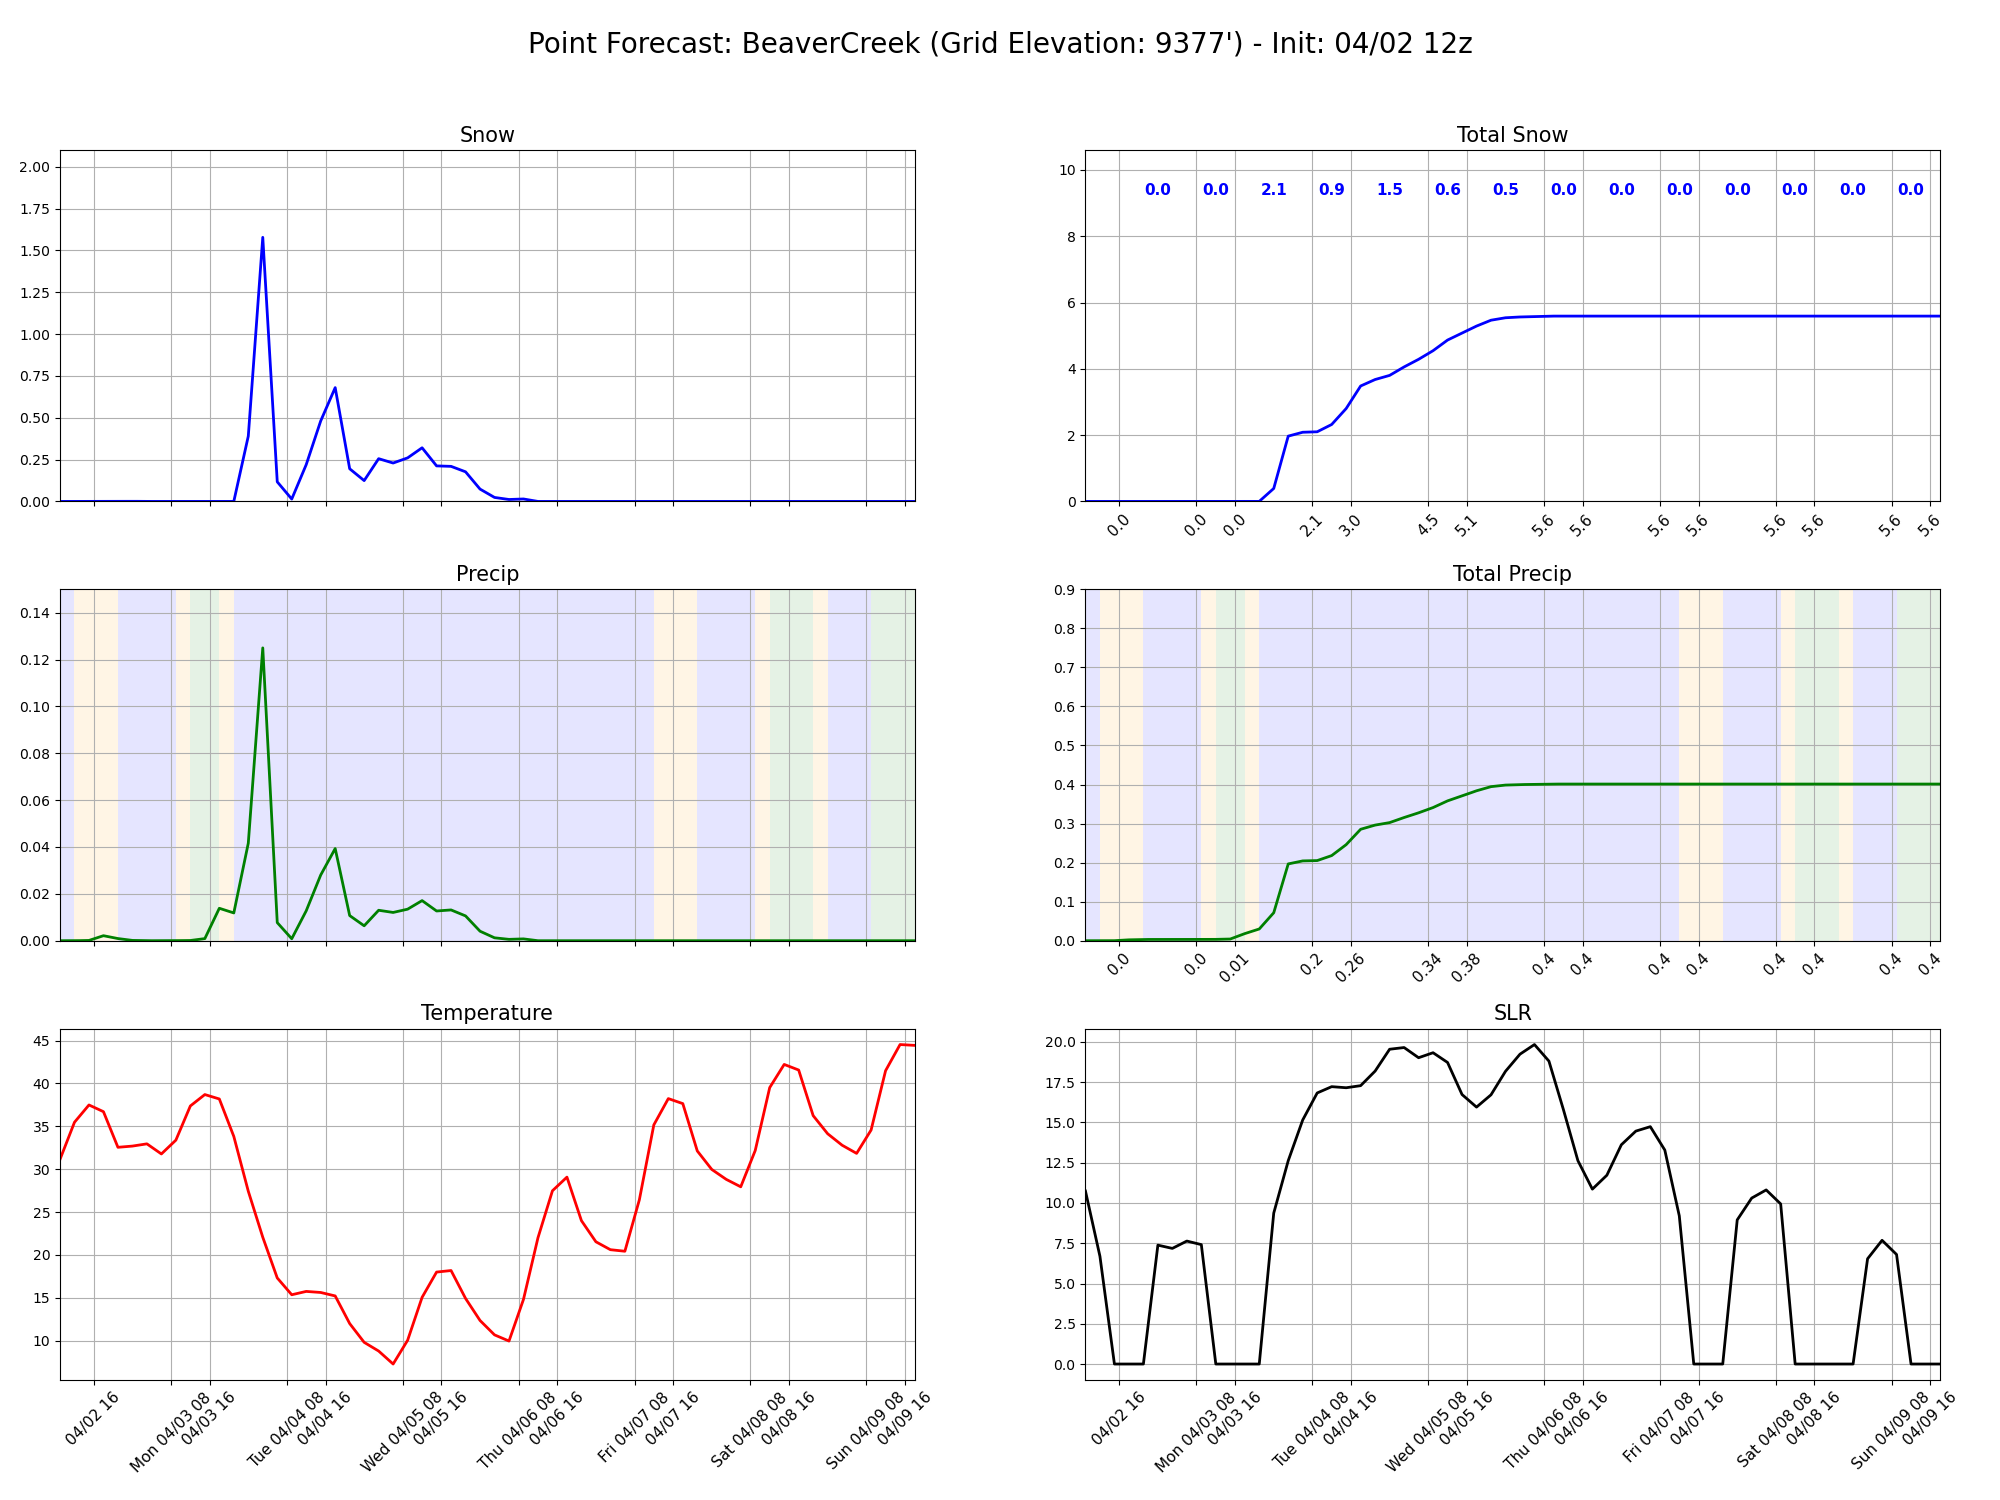 Point Forecast: BeaverCreek (Grid Elevation: 9377') - Init: 04/02 12z
Snow
2.00
1.75
1.50
1.25
1.00
0.75
0.50
0.25
0.00
Total Snow
10
8
6
4
2
0
0.0 0.0 2.1 0.9 1.5 0.6 0.5 0.0 0.0 0.0 0.0 0.0 0.0 0.0
0.0 0.0 0.0 2.1 3.0 4.5 5.1 5.6 5.6 5.6 5.6 5.6 5.6 5.6 5.6
Precip
0.14
0.12
0.10
0.08
0.06
0.04
0.02
0.00
Total Precip
0.9
0.8
0.7
0.6
0.5
0.4
0.3
0.2
0.1
0.0
0.0 0.0 0.01 0.2 0.26 0.34 0.38 0.4 0.4 0.4 0.4 0.4 0.4 0.4 0.4
Temperature
45
40
35
30
25
20
15
10
04/02 16
Mon 04/03 08
04/03 16
Tue 04/04 08
04/04 16
Wed 04/05 08
04/05 16
Thu 04/06 08
04/06 16
Fri 04/07 08
04/07 16
Sat 04/08 08
04/08 16
Sun 04/09 08
04/09 16
SLR
20.0
17.5
15.0
12.5
10.0
7.5
5.0
2.5
0.0
04/02 16
Mon 04/03 08
04/03 16
Tue 04/04 08
04/04 16
Wed 04/05 08
04/05 16
Thu 04/06 08
04/06 16
Fri 04/07 08
04/07 16
Sat 04/08 08
04/08 16
Sun 04/09 08
04/09 16